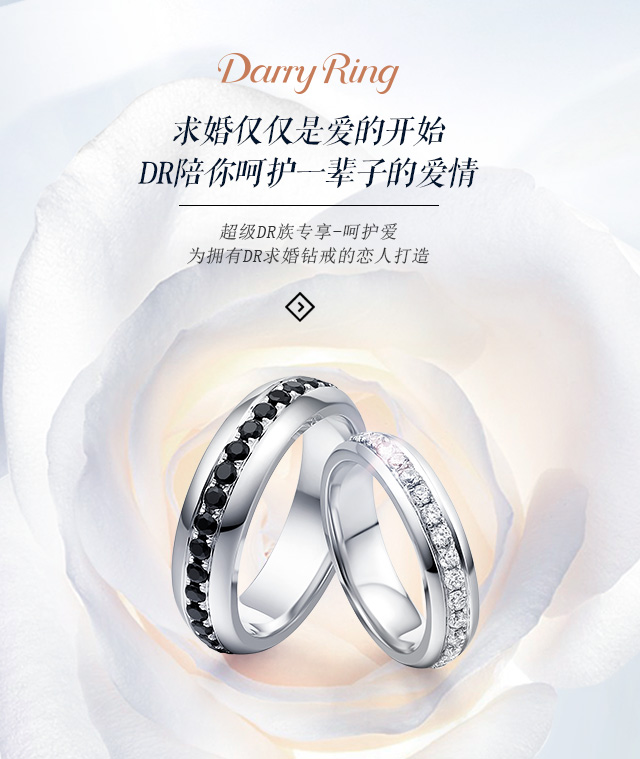 Darry Ring
求婚仅仅是爱的开始
DR陪你呵护一辈子的爱情
超级DR族专享-呵护爱
为拥有DR求婚钻戒的恋人打造